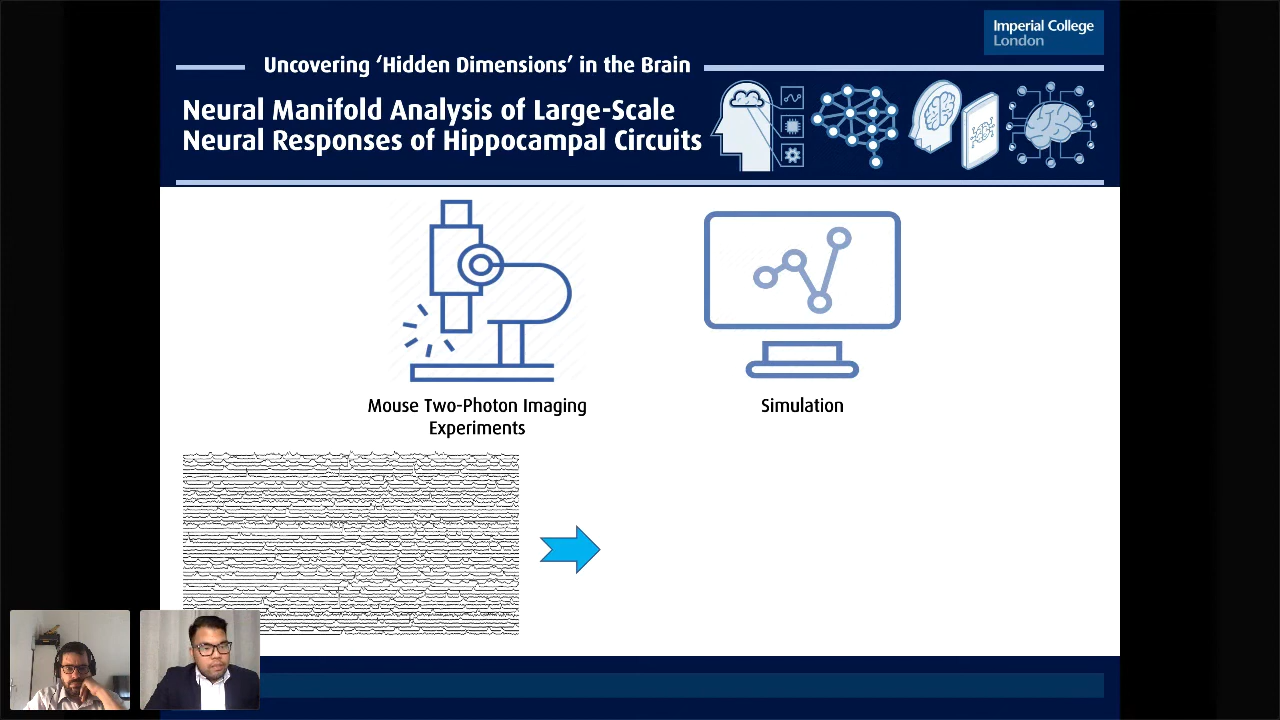 Imperial College
London
Uncovering ‘Hidden Dimensions’ in the Brain
Neural Manifold Analysis of Large-Scale
Neural Responses of Hippocampal Circuits
Mouse Two-Photon Imaging
Experiments
Simulation